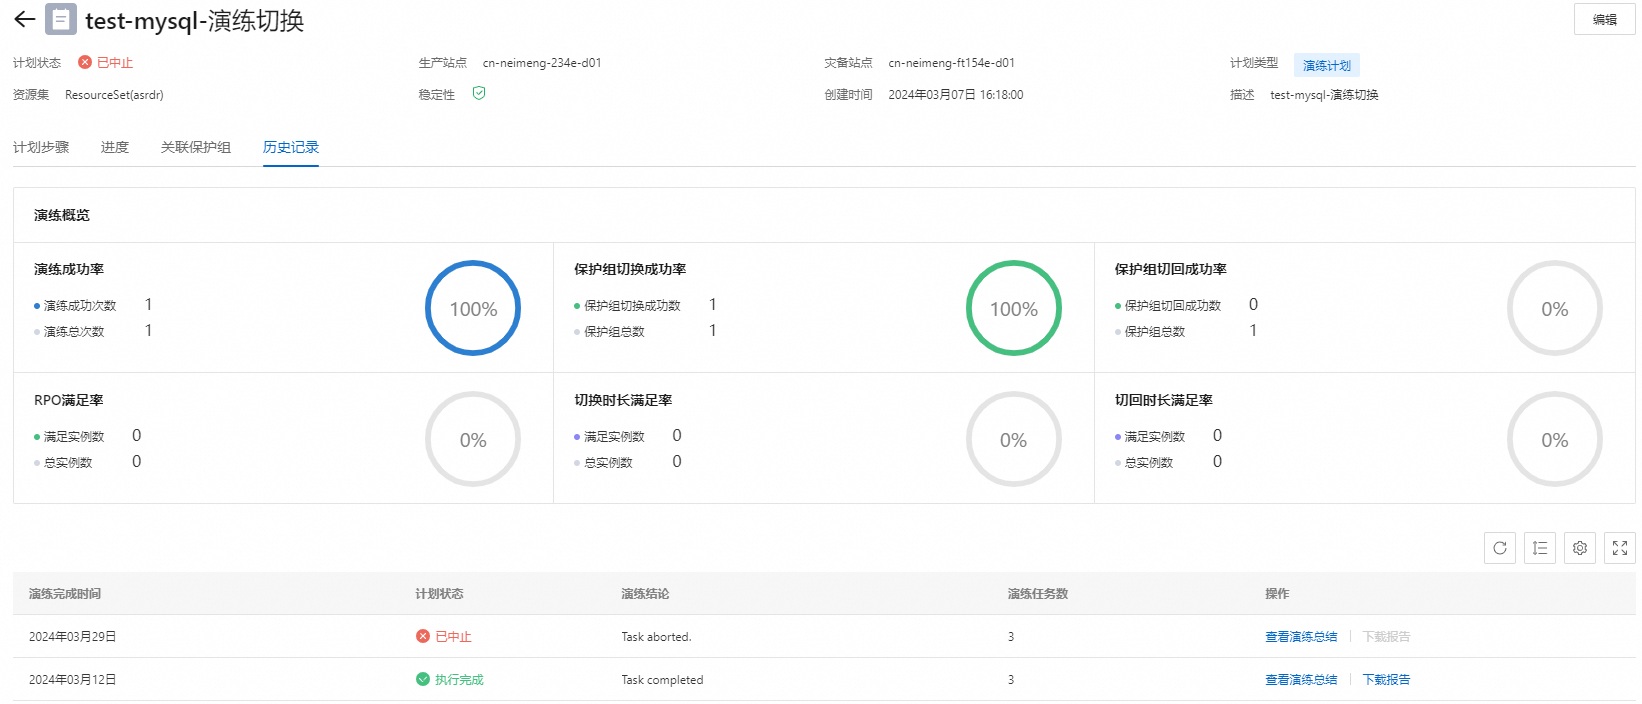 test-mysql-演练切换
编辑
计划状态 已中止 生产站点 cn-neimeng-234e-d01 灾备站点 cn-neimeng-ft154e-d01 计划类型 演练计划
资源集 ResourceSet(asrdr) 稳定性 创建时间 2024年03月07日 16:18:00 描述 test-mysql-演练切换
计划步骤 进度 关联保护组 历史记录
演练概览
演练成功率
演练成功次数 1
演练总次数 1
100%
保护组切换成功率
保护组切换成功数 1
保护组总数 1
100%
保护组切回成功率
保护组切回成功数 0
保护组总数 1
0%
RPO满足率
满足实例数 0
总实例数 0
0%
切换时长满足率
满足实例数 0
总实例数 0
0%
切回时长满足率
满足实例数 0
总实例数 0
0%
演练完成时间 计划状态 演练结论 演练任务数 操作
2024年03月29日 已中止 Task aborted. 3 查看演练总结 下载报告
2024年03月12日 执行完成 Task completed 3 查看演练总结 下载报告